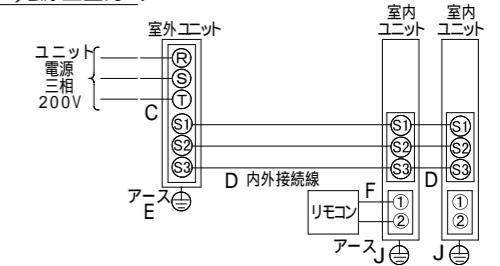 室外ユニット
室内
ユニット
室内
ユニット
ユニット
電源
三相
200V
R
S
T
C
S1
S2
S3
S1
S2
S3
S1
S2
S3
D 内外接続線
D
アース
E
リモコン
F
①
②
①
②
アース
J
J